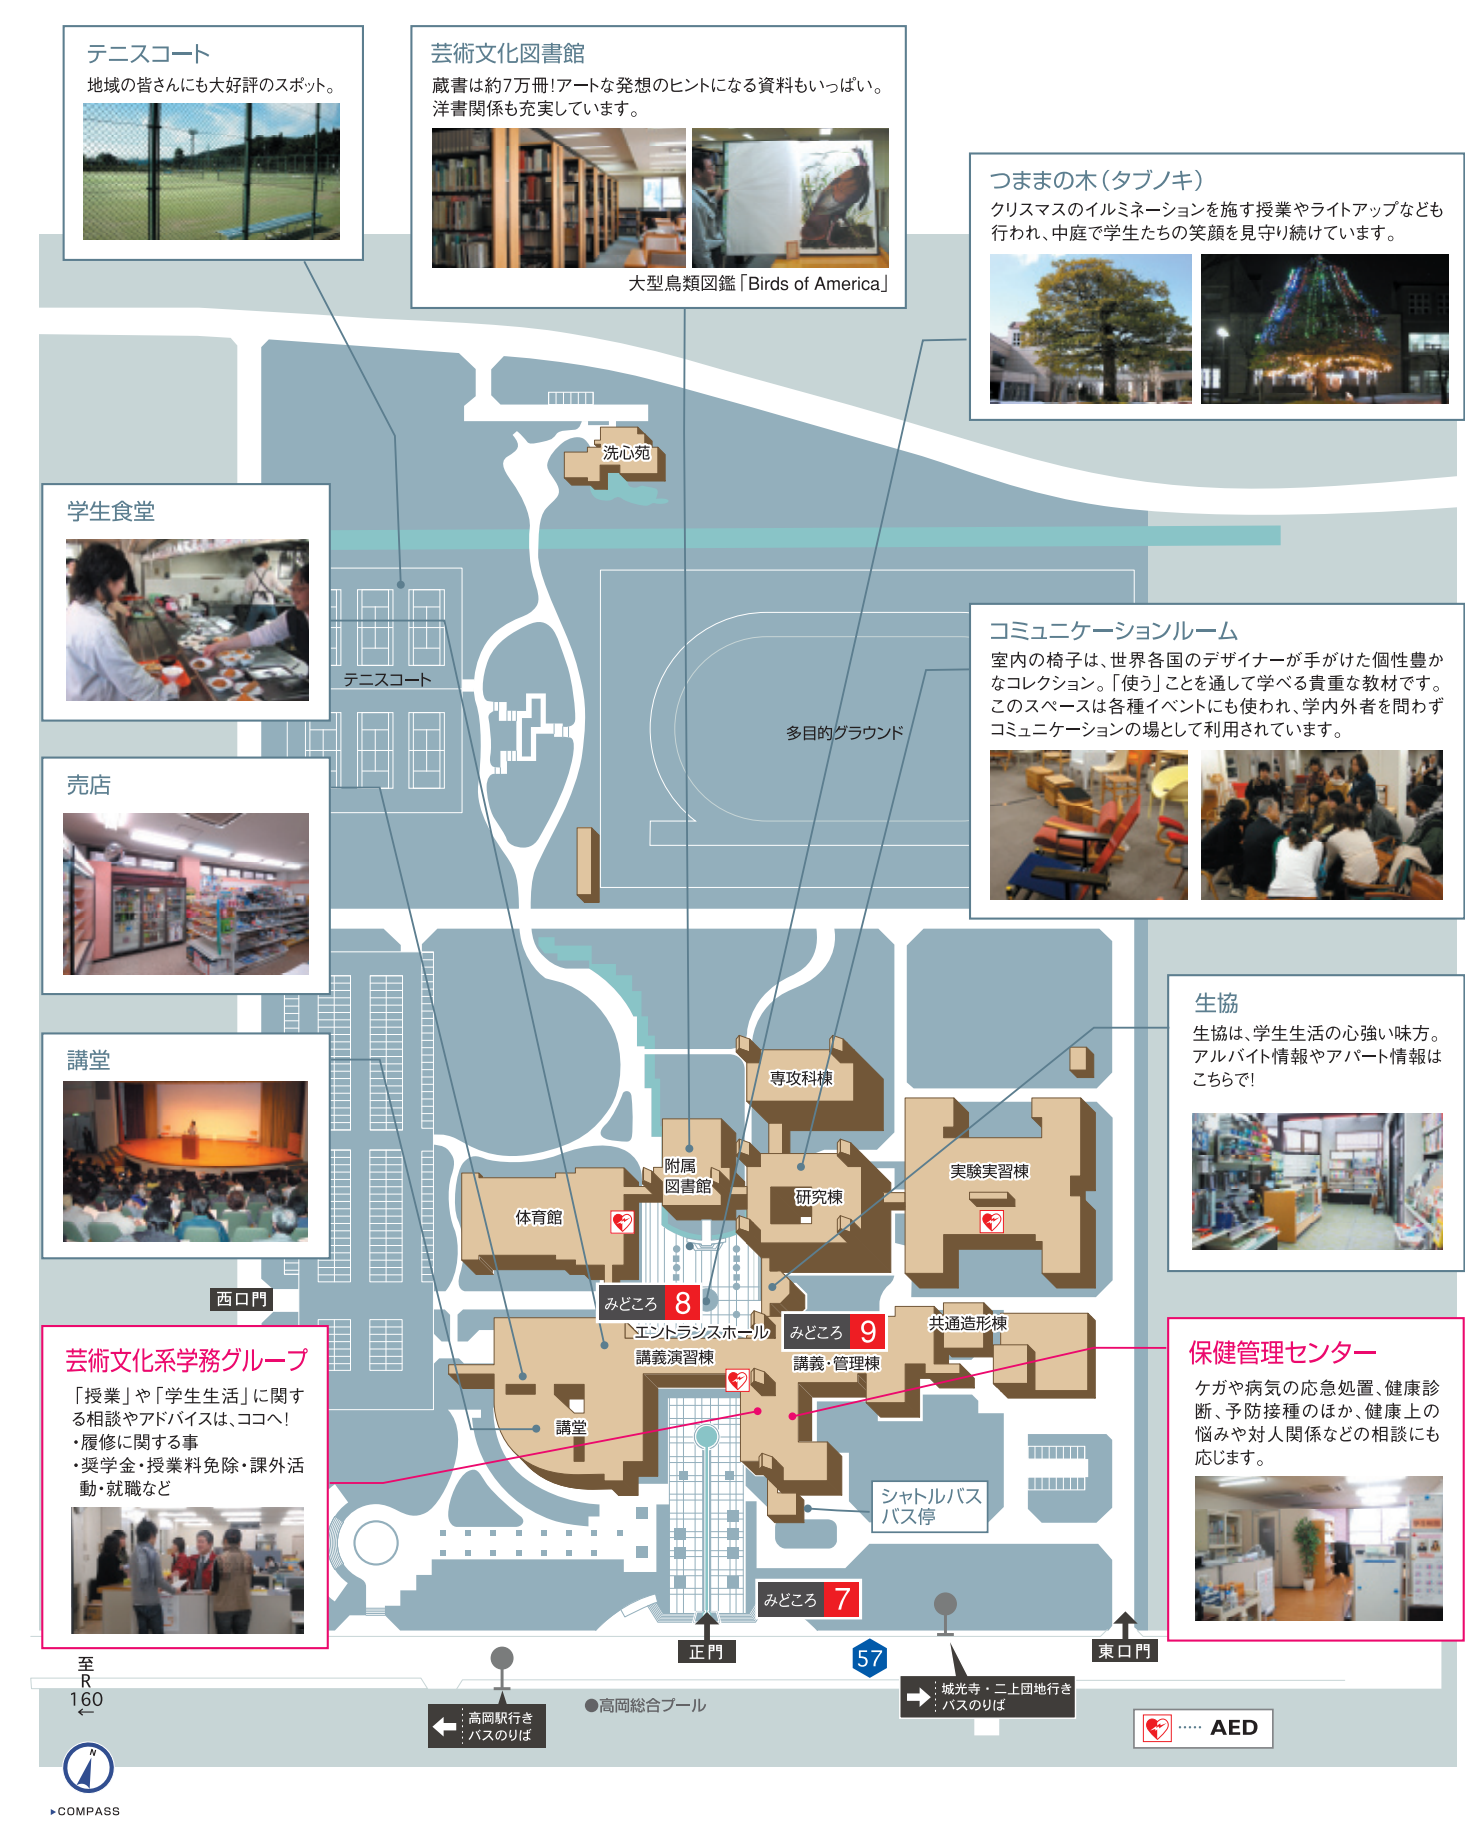 テニスコート
地域の皆さんにも大好評のスポット。
芸術文化図書館
蔵書は約7万冊!アートな発想のヒントになる資料もいっぱい。
洋書関係も充実しています。
大型鳥類図鑑「Birds of America」
つままの木（タブノキ）
クリスマスのイルミネーションを施す授業やライトアップなども
行われ、中庭で学生たちの笑顔を見守り続けています。
洗心苑
学生食堂
テニスコート
多目的グラウンド
コミュニケーションルーム
室内の椅子は、世界各国のデザイナーが手がけた個性豊か
なコレクション。「使う」ことを通して学べる貴重な教材です。
このスペースは各種イベントにも使われ、学内外者を問わず
コミュニケーションの場として利用されています。
売店
講堂
生協
生協は、学生生活の心強い味方。
アルバイト情報やアパート情報は
こちらで!
専攻科棟
附属
図書館
研究棟
実験実習棟
体育館
西口門
みどころ 8
エントランスホール
みどころ 9
共通造形棟
講義演習棟
講義・管理棟
講堂
芸術文化系学務グループ
「授業」や「学生生活」に関す
る相談やアドバイスは、ココへ!
・履修に関する事
・奨学金・授業料免除・課外活
動・就職など
保健管理センター
ケガや病気の応急処置、健康診
断、予防接種のほか、健康上の
悩みや対人関係などの相談にも
応じます。
シャトルバス
バス停
みどころ 7
正門
57
東口門
至
R
160
←
高岡駅行き
バスのりば
●高岡総合プール
城光寺・二上団地行き
バスのりば
AED
N
COMPASS